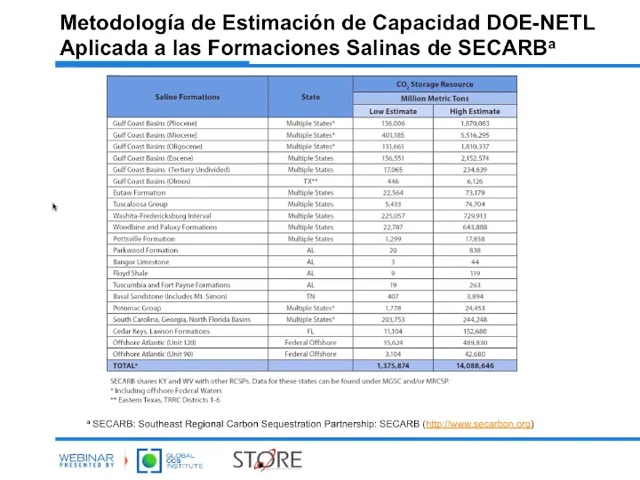 Metodología de Estimación de Capacidad DOE-NETL
Aplicada a las Formaciones Salinas de SECARBª
Saline Formations State CO2 Storage Resource
Million Metric Tons
Low Estimate High Estimate
Gulf Coast Basins (Pliocene) Multiple States* 136,006 1,870,083
Gulf Coast Basins (Miocene) Multiple States* 401,185 5,516,295
Gulf Coast Basins (Oligocene) Multiple States* 131,661 1,810,337
Gulf Coast Basins (Eocene) Multiple States 156,551 2,152,574
Gulf Coast Basins (Tertiary Undivided) Multiple States 17,065 234,639
Gulf Coast Basins (Olmos) TX** 446 6,126
Eutaw Formation Multiple States 22,564 73,179
Tuscaloosa Group Multiple States 5,433 74,704
Washita-Fredericksburg Interval Multiple States 225,057 729,913
Woodbine and Paluxy Formations Multiple States 22,787 643,888
Pottsville Formation Multiple States 1,299 17,858
Parkwood Formation AL 20 838
Bangor Limestone AL 3 44
Floyd Shale AL 9 119
Tuscumbia and Fort Payne Formations AL 19 263
Basal Sandstone (Includes Mt. Simon) TN 407 3,894
Potomac Group Multiple States* 1,778 24,453
South Carolina, Georgia, North Florida Basins Multiple States* 203,753 244,248
Cedar Keys, Lawson Formations FL 11,104 152,680
Offshore Atlantic (Unit 120) Federal Offshore 35,624 489,830
Offshore Atlantic (Unit 90) Federal Offshore 3,104 42,680
TOTAL* 1,375,874 14,088,646
SECARB shares KY and WV with other RCSPs. Data for these states can be found under MGSC and/or MRCSP.
* Including offshore Federal Waters
** Eastern Texas, TRRC Districts 1-6
ª SECARB: Southeast Regional Carbon Sequestration Partnership: SECARB (http://www.secarbon.org)
WEBINAR
PRESENTED BY
GLOBAL
CCS
INSTITUTE
STORE